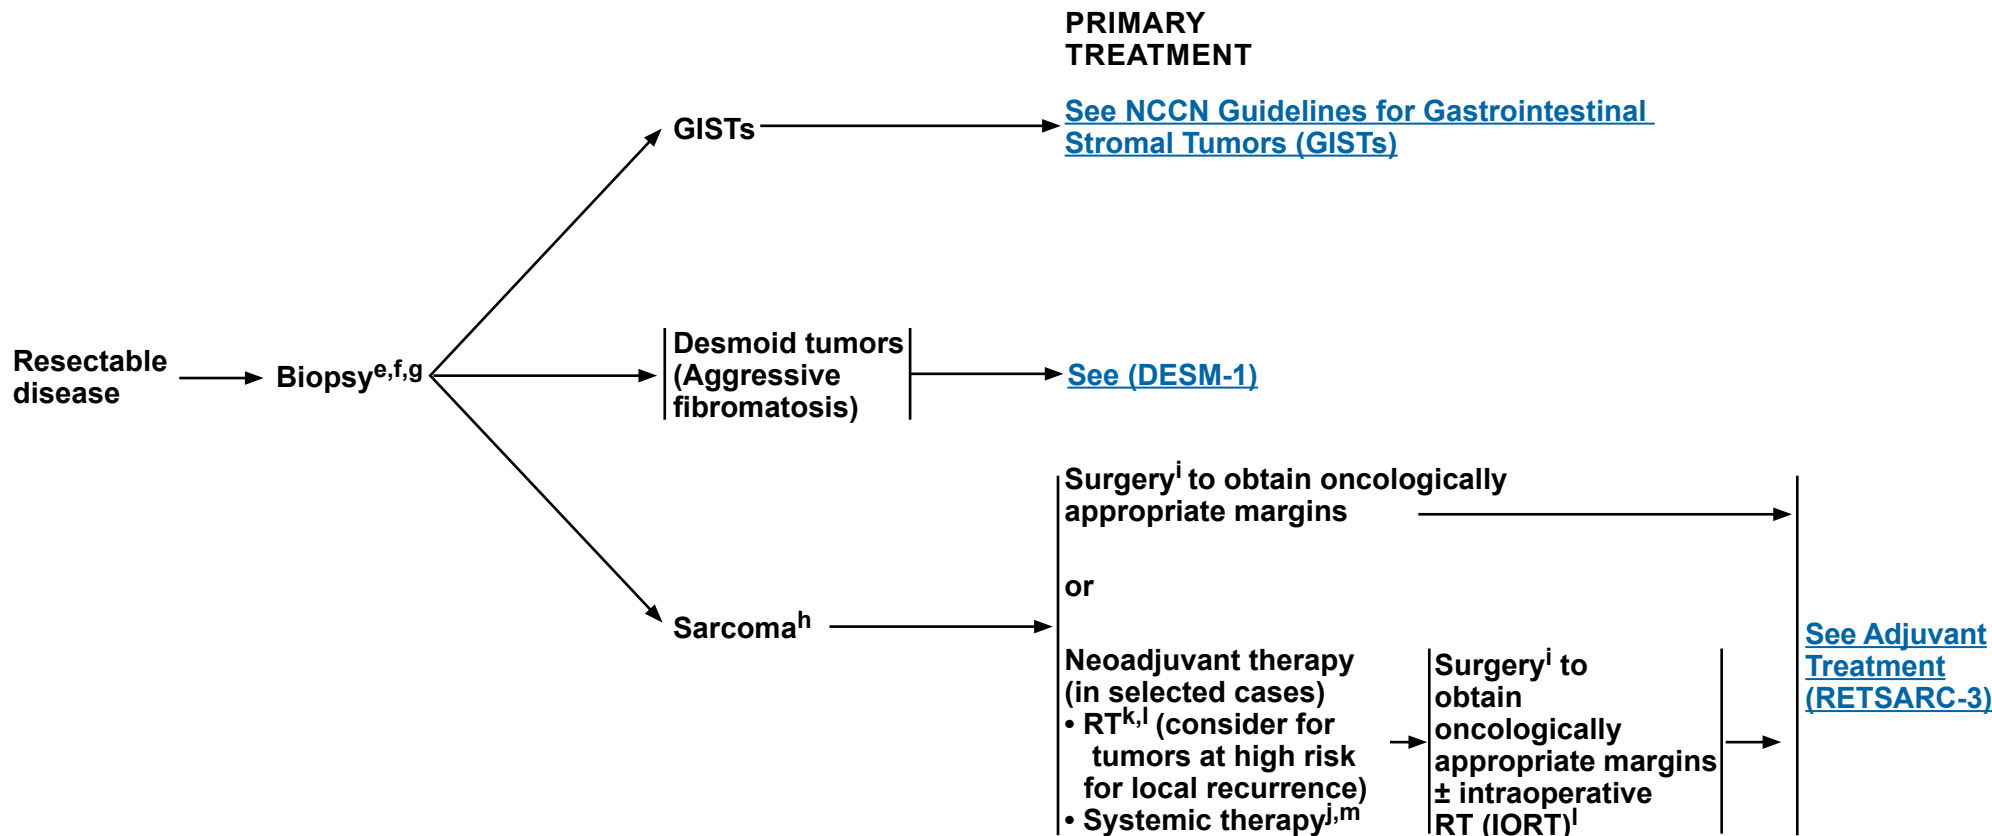 PRIMARY
TREATMENT
GISTs
See NCCN Guidelines for Gastrointestinal
Stromal Tumors (GISTs)
Resectable
disease
Biopsye,f,g
Desmoid tumors
(Aggressive
fibromatosis)
See (DESM-1)
Sarcomah
Surgeryi to obtain oncologically
appropriate margins
or
Neoadjuvant therapy
(in selected cases)
• RTk,l (consider for
tumors at high risk
for local recurrence)
• Systemic therapyj,m
Surgeryi to
obtain
oncologically
appropriate margins
± intraoperative
RT (IORT)l
See Adjuvant
Treatment
(RETSARC-3)